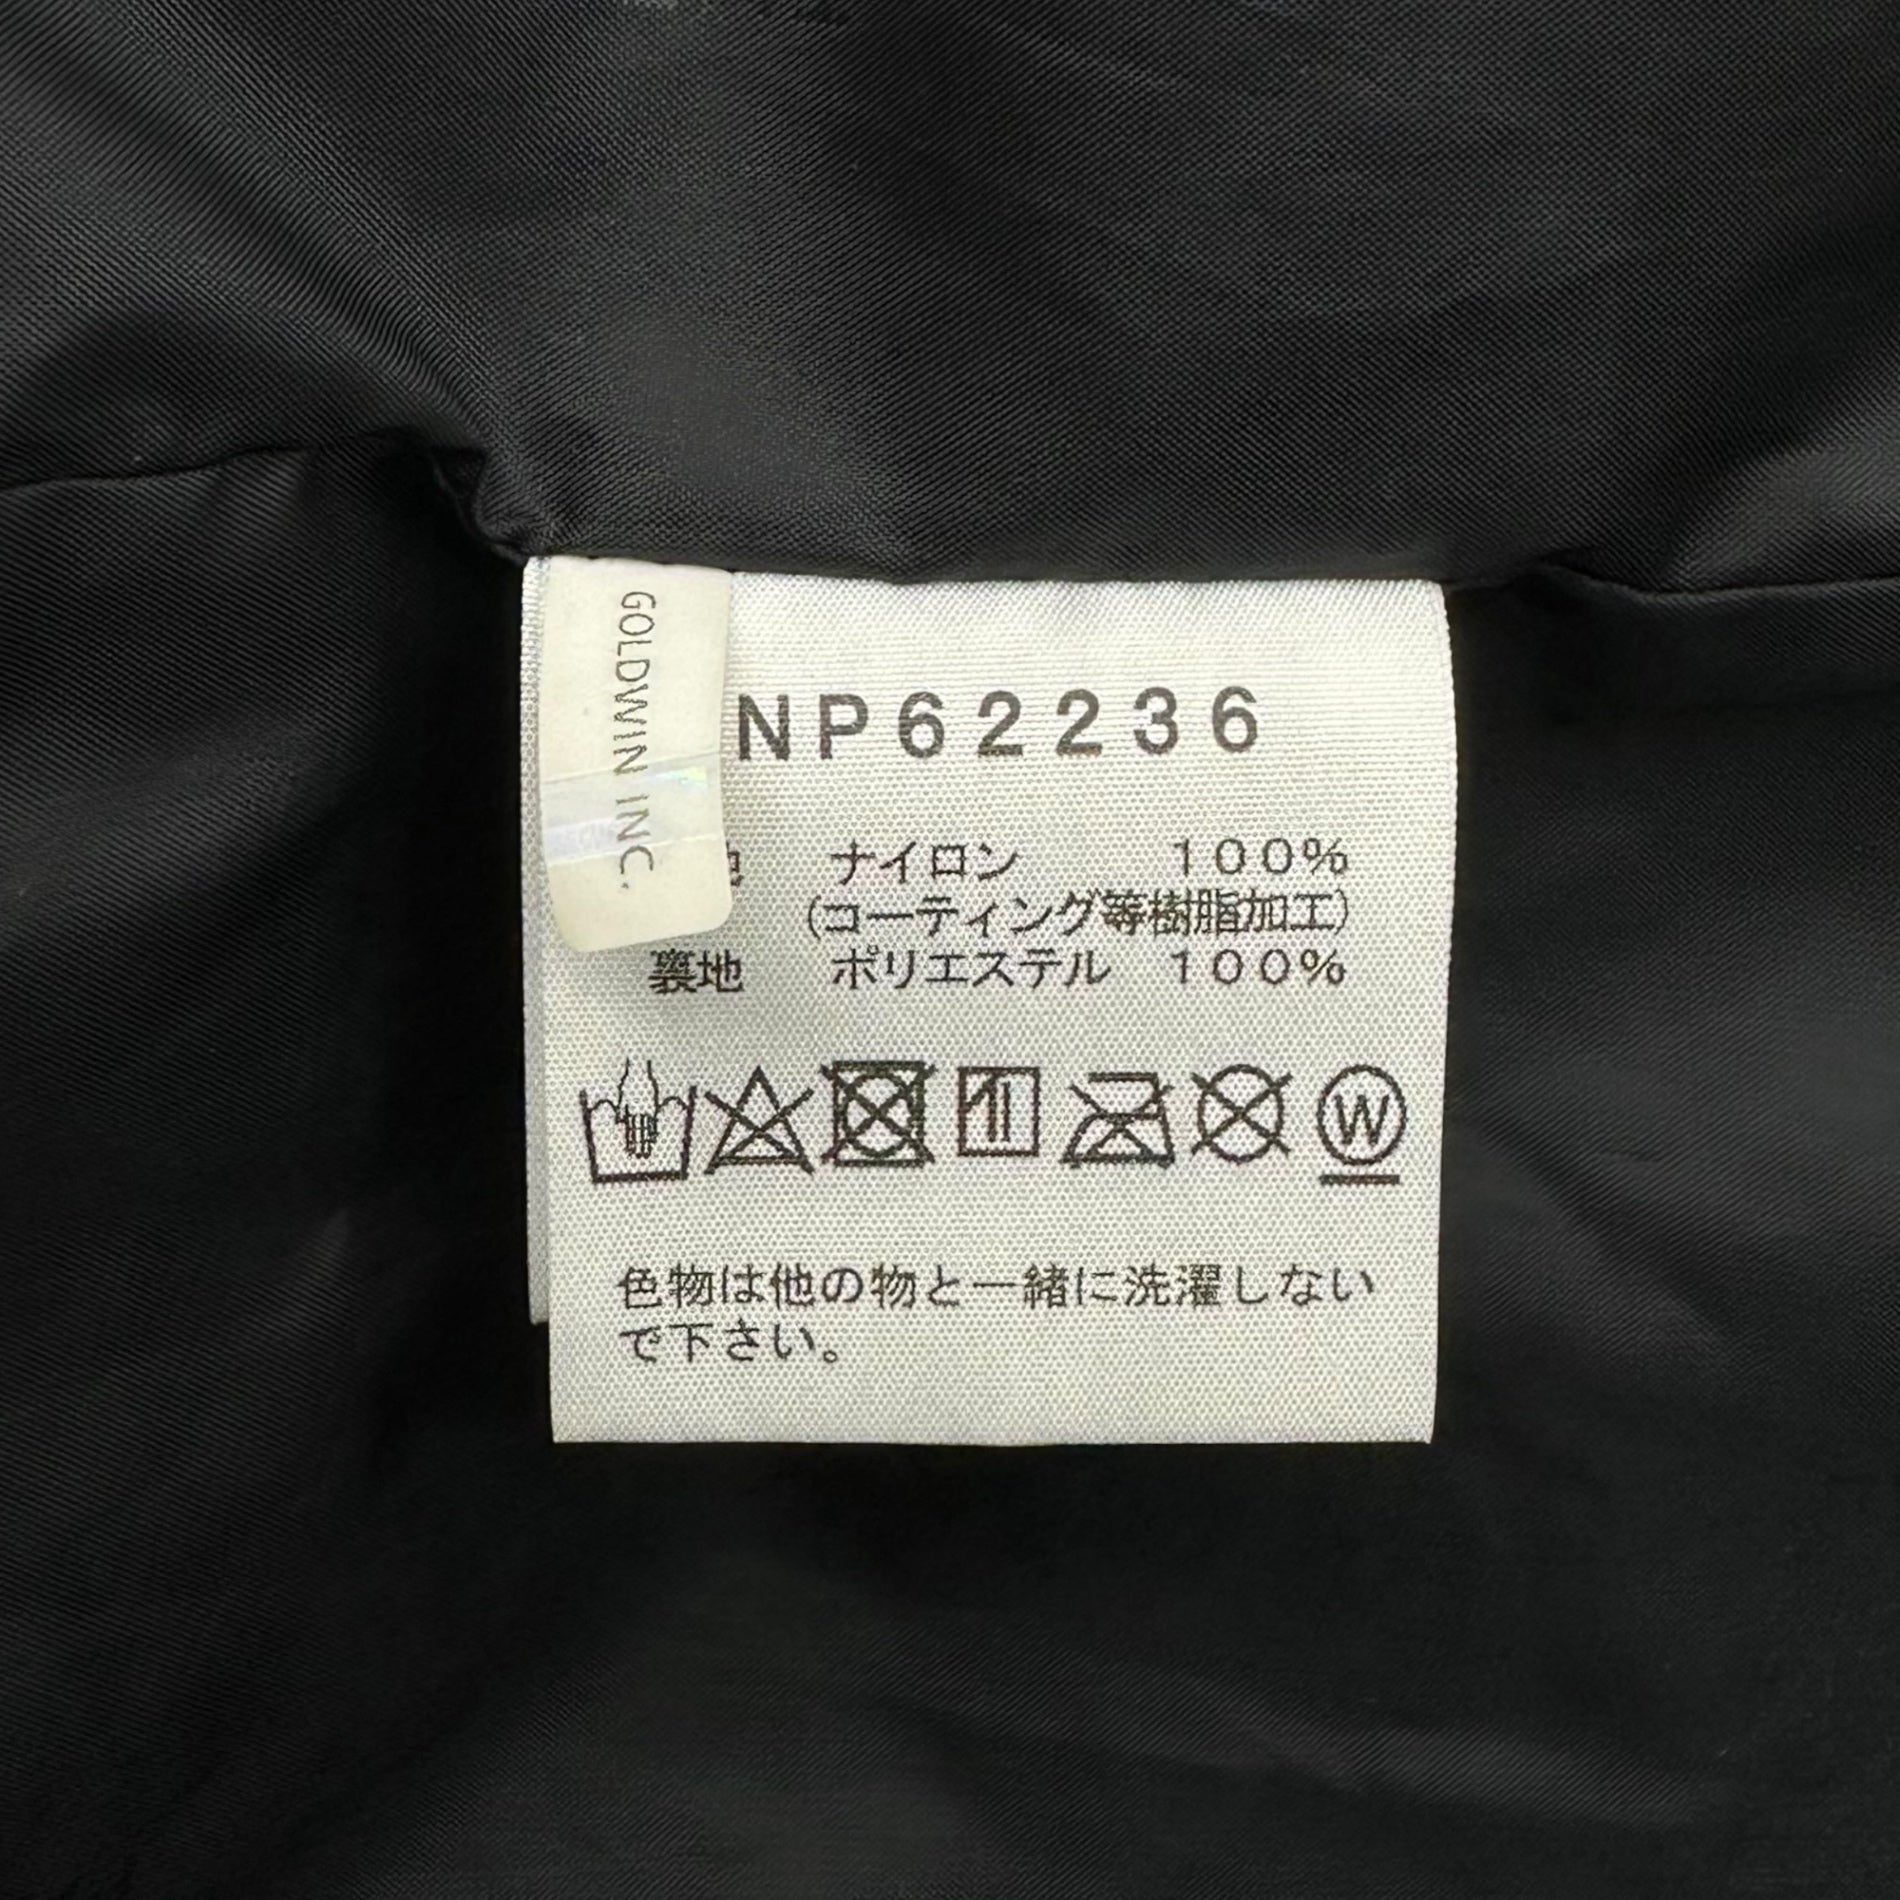 GOLDWIN INC.
NP62236
地 ナイロン 100%
(コーティング等樹脂加工)
裏地 ポリエステル 100%
W
色物は他の物と一緒に洗濯しない
で下さい。